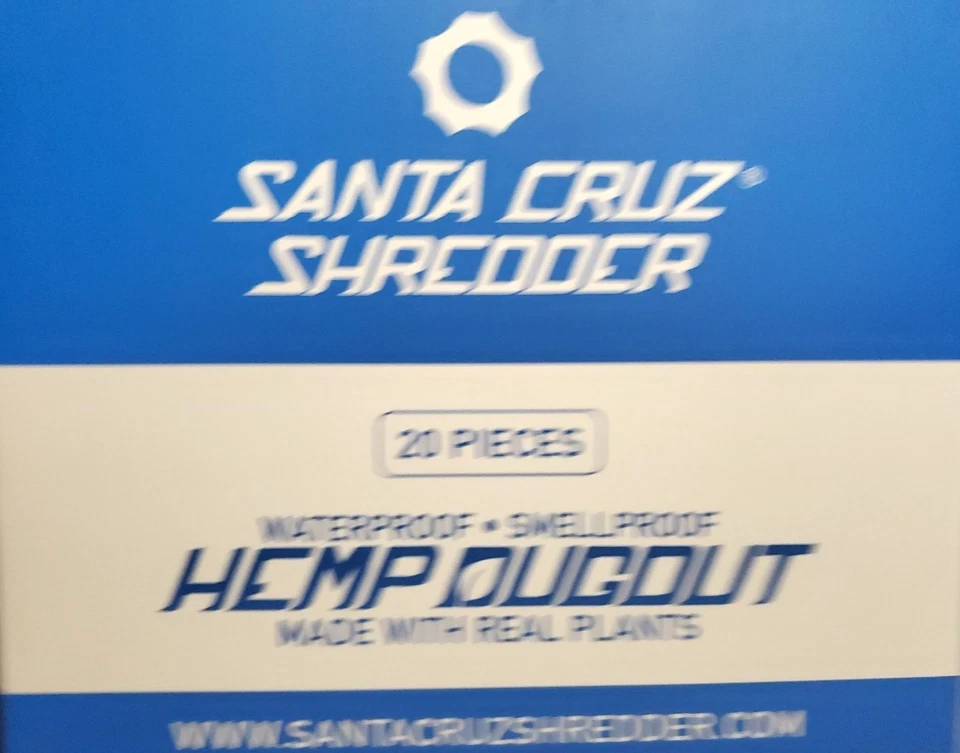 SANTA CRUZ®
SHREDDER
20 PIECES
WATERPROOF • SMELLPROOF
HEMP DUGOUT
MADE WITH REAL PLANTS
WWW.SANTACRUZSHREDDER.COM